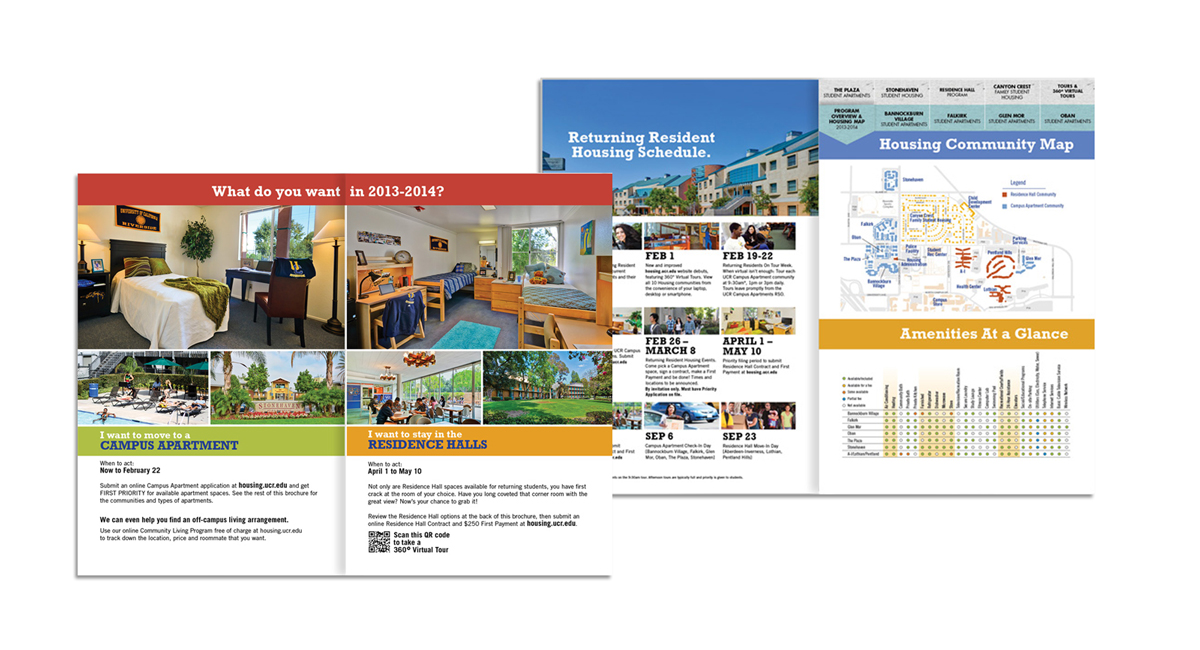 What do you want in 2013-2014?
UNIVERSITY OF CALIFORNIA
RIVERSIDE
STONEHAVEN
I want to move to a
CAMPUS APARTMENT
When to act:
Now to February 22
Submit an online Campus Apartment application at housing.ucr.edu and get
FIRST PRIORITY for available apartment spaces. See the rest of this brochure for
the communities and types of apartments.
We can even help you find an off-campus living arrangement.
Use our online Community Living Program free of charge at housing.ucr.edu
to track down the location, price and roommate that you want.
I want to stay in the
RESIDENCE HALLS
When to act:
April 1 to May 10
Not only are Residence Hall spaces available for returning students, you have first
crack at the room of your choice. Have you long coveted that corner room with the
great view? Now's your chance to grab it!
Review the Residence Hall options at the back of this brochure, then submit an
online Residence Hall Contract and $250 First Payment at housing.ucr.edu.
Scan this QR code
to take a
360º Virtual Tour
Returning Resident
Housing Schedule.
FEB 1
New and improved
housing.ucr.edu website debuts,
featuring 360º Virtual Tours. View
all 10 Housing communities from
the convenience of your laptop,
desktop or smartphone.
FEB 19-22
Returning Residents On Tour Week.
When virtual isn't enough: Tour each
UCR Campus Apartment community
at 9:30am*, 1pm or 3pm daily.
Tours leave promptly from the
UCR Campus Apartments RSO.
FEB 26 –
MARCH 8
Returning Resident Housing Events.
Come pick a Campus Apartment
space, sign a contract, make a First
Payment and be done! Times and
locations to be announced.
By invitation only. Must have Priority
Application on file.
APRIL 1 –
MAY 10
Priority filing period to submit
Residence Hall Contract and First
Payment at housing.ucr.edu
SEP 6
Campus Apartment Check-In Day
(Bannockburn Village, Falkirk, Glen
Mor, Oban, The Plaza, Stonehaven)
SEP 23
Residence Hall Move-In Day
(Aberdeen-Inverness, Lothian,
Pentland Hills)
THE PLAZA
STUDENT APARTMENTS
STONEHAVEN
STUDENT HOUSING
RESIDENCE HALL
PROGRAM
CANYON CREST
FAMILY STUDENT
HOUSING
TOURS &
360º VIRTUAL
TOURS
PROGRAM
OVERVIEW &
HOUSING MAP
2013-2014
BANNOCKBURN
VILLAGE
STUDENT APARTMENTS
FALKIRK
STUDENT APARTMENTS
GLEN MOR
STUDENT APARTMENTS
OBAN
STUDENT APARTMENTS
Housing Community Map
Legend
Residence Hall Community
Campus Apartment Community
Stonehaven
Child
Development
Center
Canyon Crest
Family Student Housing
Falkirk
Oban
The Plaza
Police
Facility
Student
Rec Center
Parking
Services
Pentland Hills
Glen Mor
A-I
Bannockburn
Village
Health Center
Lothian
Campus
Store
Amenities At a Glance
Bannockburn Village
Falkirk
Glen Mor
Oban
The Plaza
Stonehaven
A-I/Lothian/Pentland